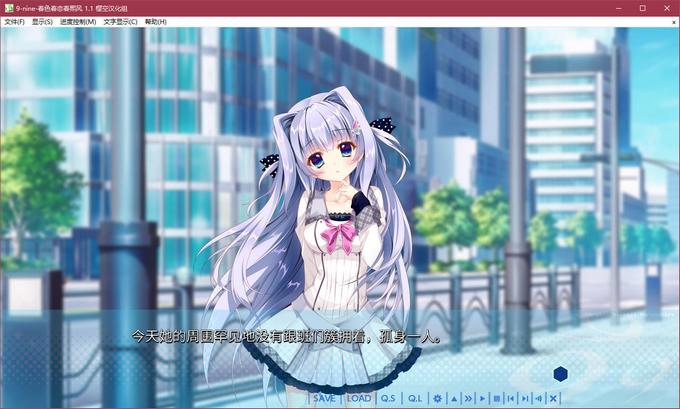 9-nine-春色春恋春熙风 1.1 樱空汉化组
文件(F) 显示(S) 进度控制(M) 文字显示(C) 帮助(H)
今天她的周围罕见地没有跟班们簇拥着，孤身一人。
SAVE LOAD Q.S Q.L